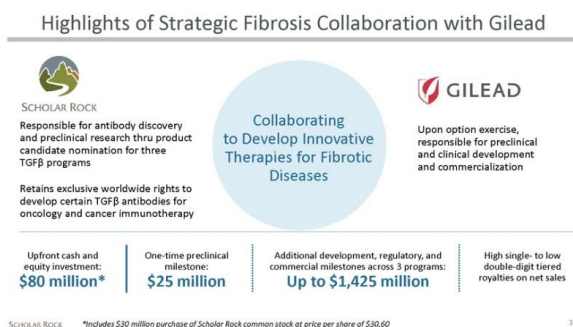 Highlights of Strategic Fibrosis Collaboration with Gilead
SCHOLAR ROCK
Responsible for antibody discovery
and preclinical research thru product
candidate nomination for three
TGFβ programs
Retains exclusive worldwide rights to
develop certain TGFβ antibodies for
oncology and cancer immunotherapy
Collaborating
to Develop Innovative
Therapies for Fibrotic
Diseases
GILEAD
Upon option exercise,
responsible for preclinical
and clinical development
and commercialization
Upfront cash and
equity investment:
$80 million*
One-time preclinical
milestone:
$25 million
Additional development, regulatory, and
commercial milestones across 3 programs:
Up to $1,425 million
High single- to low
double-digit tiered
royalties on net sales
SCHOLAR ROCK
*Includes $30 million purchase of Scholar Rock common stock at price per share of $30.60
3